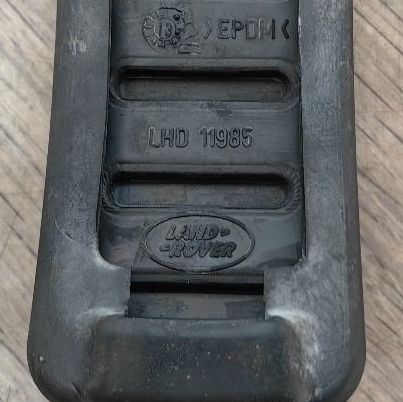 >EPDM<
LHD 11985
LAND-
-ROVER